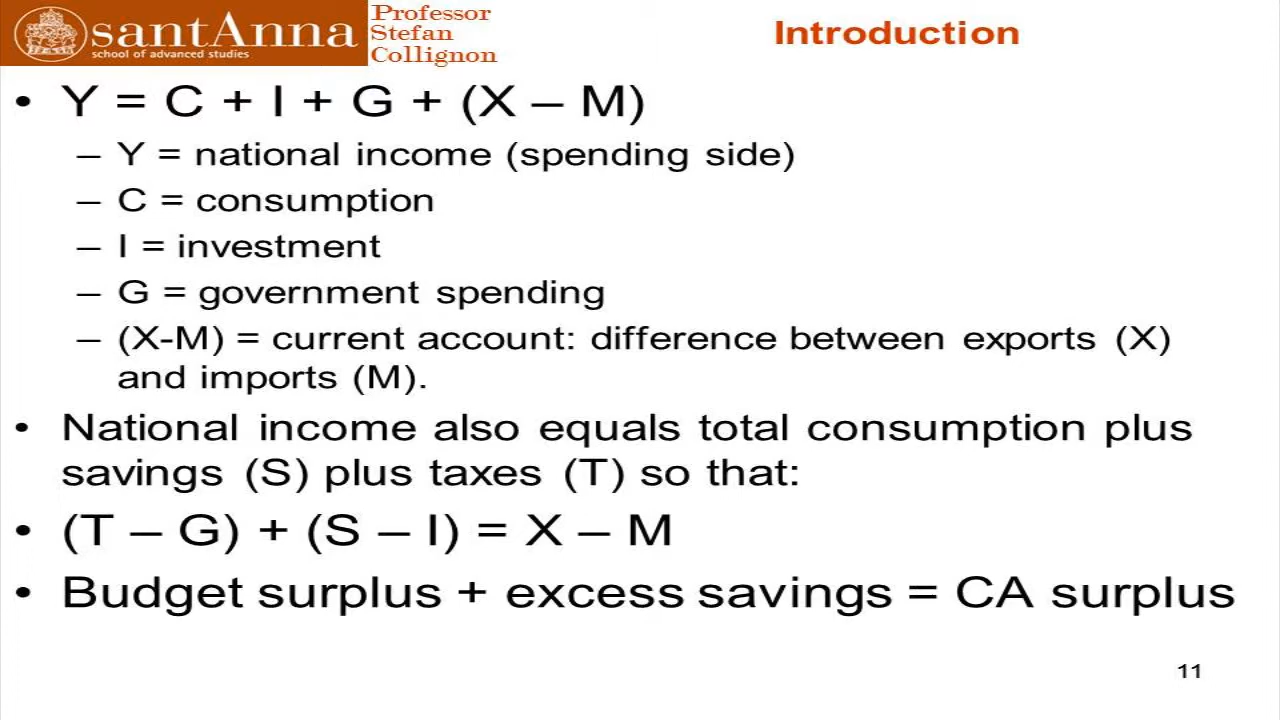 santAnna
school of advanced studies
Professor
Stefan
Collignon
Introduction
• Y = C + I + G + (X – M)
– Y = national income (spending side)
– C = consumption
– I = investment
– G = government spending
– (X-M) = current account: difference between exports (X)
and imports (M).
• National income also equals total consumption plus
savings (S) plus taxes (T) so that:
• (T – G) + (S – I) = X – M
• Budget surplus + excess savings = CA surplus
11